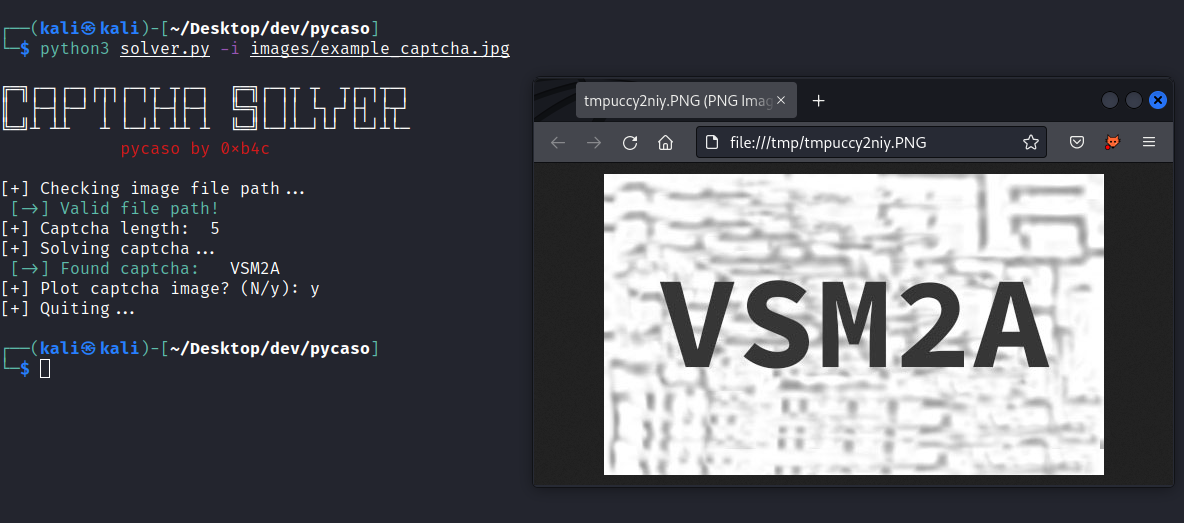 ┌──(kali㉿kali)-[~/Desktop/dev/pycaso]
└─$ python3 solver.py -i images/example_captcha.jpg
CAPTCHA SOLVER
pycaso by 0×b4c
[+] Checking image file path...
[→] Valid file path!
[+] Captcha length: 5
[+] Solving captcha...
[→] Found captcha: VSM2A
[+] Plot captcha image? (N/y): y
[+] Quiting...
┌──(kali㉿kali)-[~/Desktop/dev/pycaso]
└─$
tmpuccy2niy.PNG (PNG Imag
file:///tmp/tmpuccy2niy.PNG
VSM2A